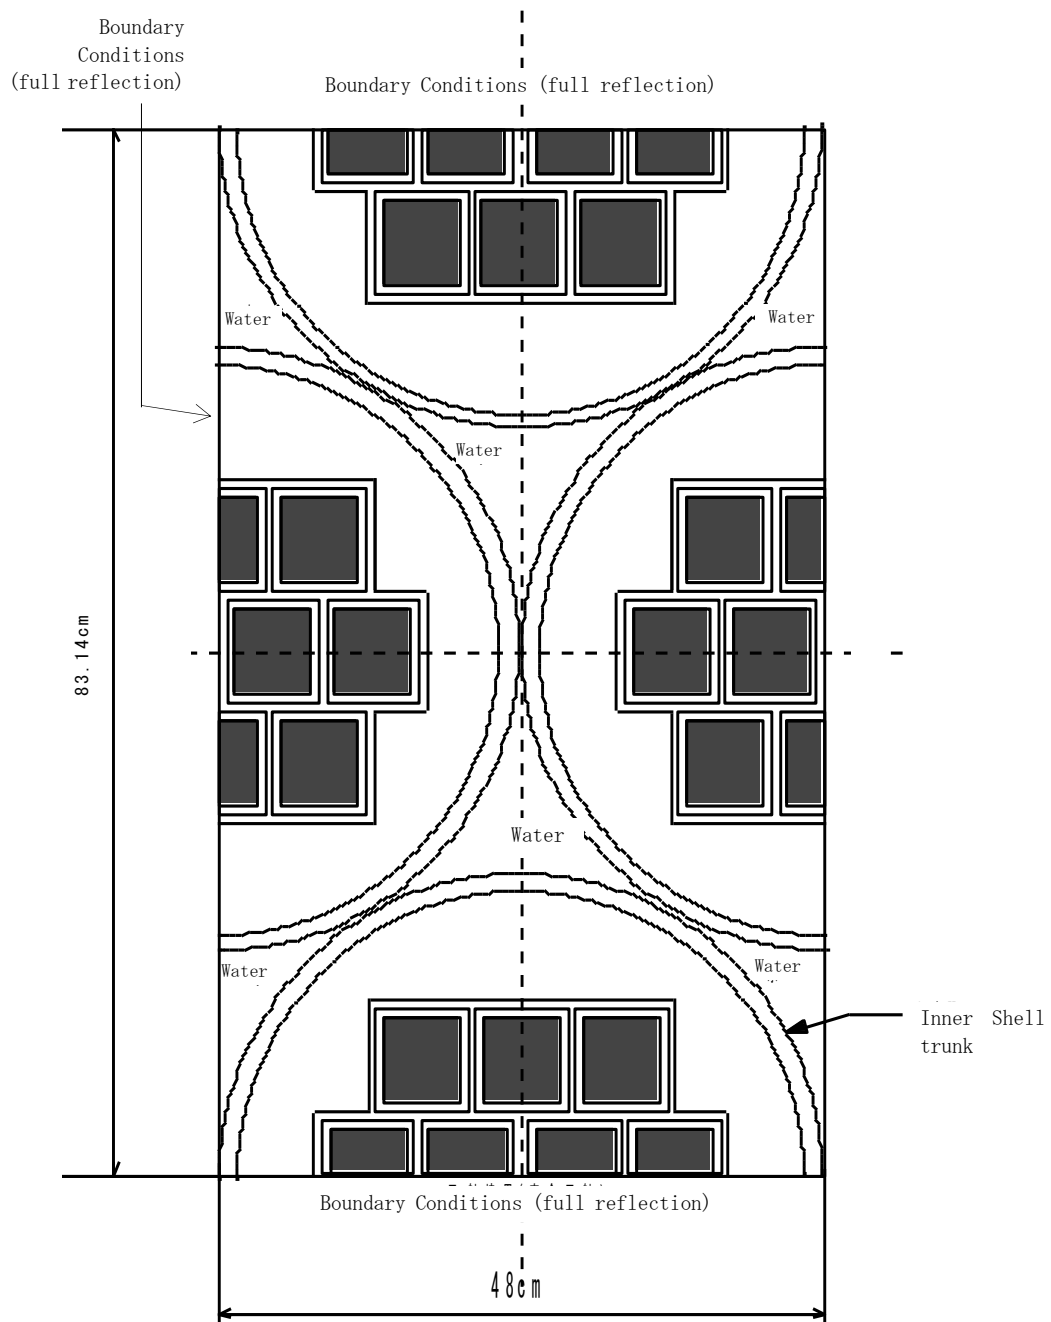 Boundary
Conditions
(full reflection)
Boundary Conditions (full reflection)
Water
Water
Water
83.14cm
Water
Water
Water
Inner Shell
trunk
Boundary Conditions (full reflection)
48cm